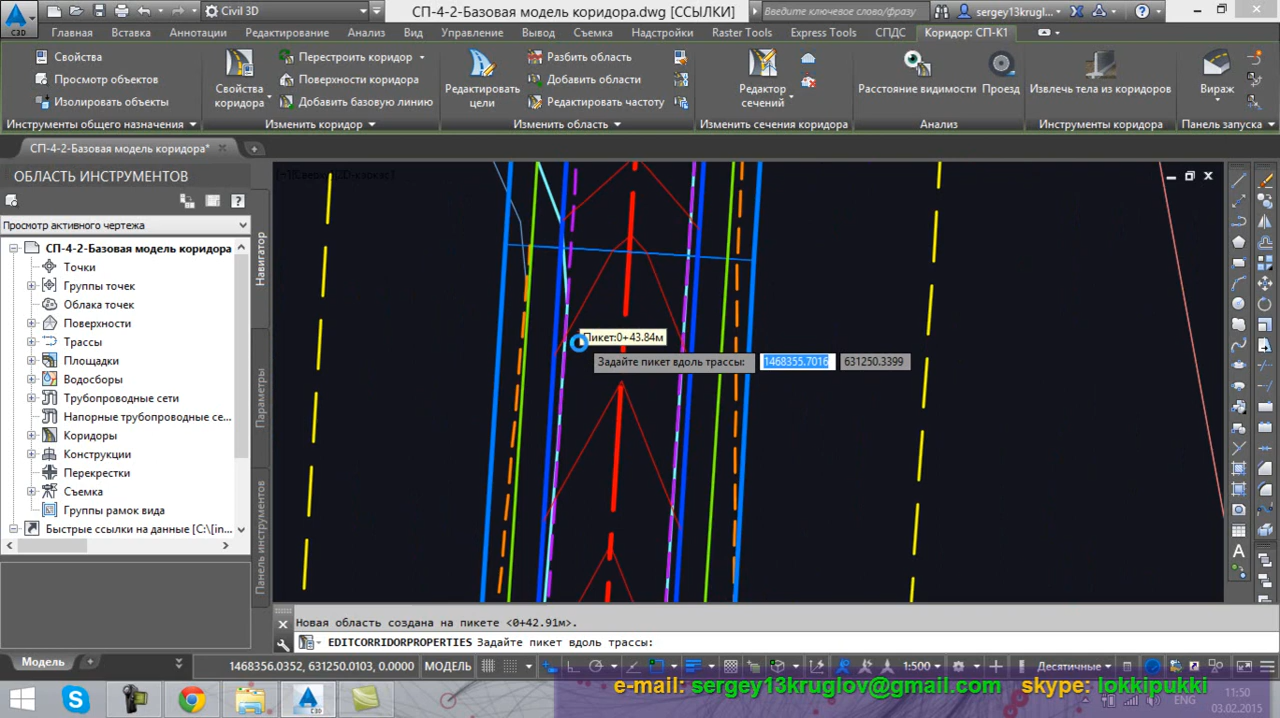 Civil 3D
СП-4-2-Базовая модель коридора.dwg [ССЫЛКИ]
Введите ключевое слово/фразу
sergey13kruglo...
C3D
Главная Вставка Аннотации Редактирование Анализ Вид Управление Вывод Съемка Надстройки Raster Tools Express Tools СПДС Коридор: СП-К1
Свойства
Просмотр объектов
Изолировать объекты
Свойства коридора
Перестроить коридор
Поверхности коридора
Добавить базовую линию
Редактировать цели
Разбить область
Добавить области
Редактировать частоту
Редактор сечений
Расстояние видимости
Проезд
Извлечь тела из коридоров
Вираж
Инструменты общего назначения
Изменить коридор
Изменить область
Изменить сечения коридора
Анализ
Инструменты коридора
Панель запуска
СП-4-2-Базовая модель коридора*
ОБЛАСТЬ ИНСТРУМЕНТОВ
Просмотр активного чертежа
СП-4-2-Базовая модель коридора
Точки
Группы точек
Облака точек
Поверхности
Трассы
Площадки
Водосборы
Трубопроводные сети
Напорные трубопроводные се...
Коридоры
Конструкции
Перекрестки
Съемка
Группы рамок вида
Быстрые ссылки на данные [C:\[in...
Навигатор
Параметры
Панель инструментов
Пикет:0+43.84м
Задайте пикет вдоль трассы: 1468355.7016 631250.3399
Новая область создана на пикете <0+42.91м>.
EDITCORRIDORPROPERTIES Задайте пикет вдоль трассы:
Модель
1468356.0352, 631250.0103, 0.0000 МОДЕЛЬ
1:500
Десятичные
e-mail: sergey13kruglov@gmail.com skype: lokkipukki
ENG
11:50
03.02.2015